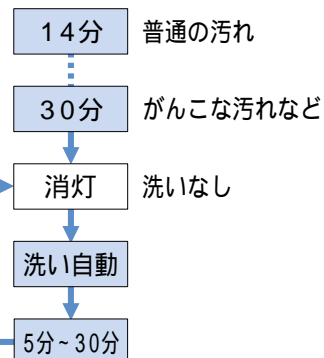 14分 普通の汚れ
30分 がんこな汚れなど
消灯 洗いなし
洗い自動
5分~30分